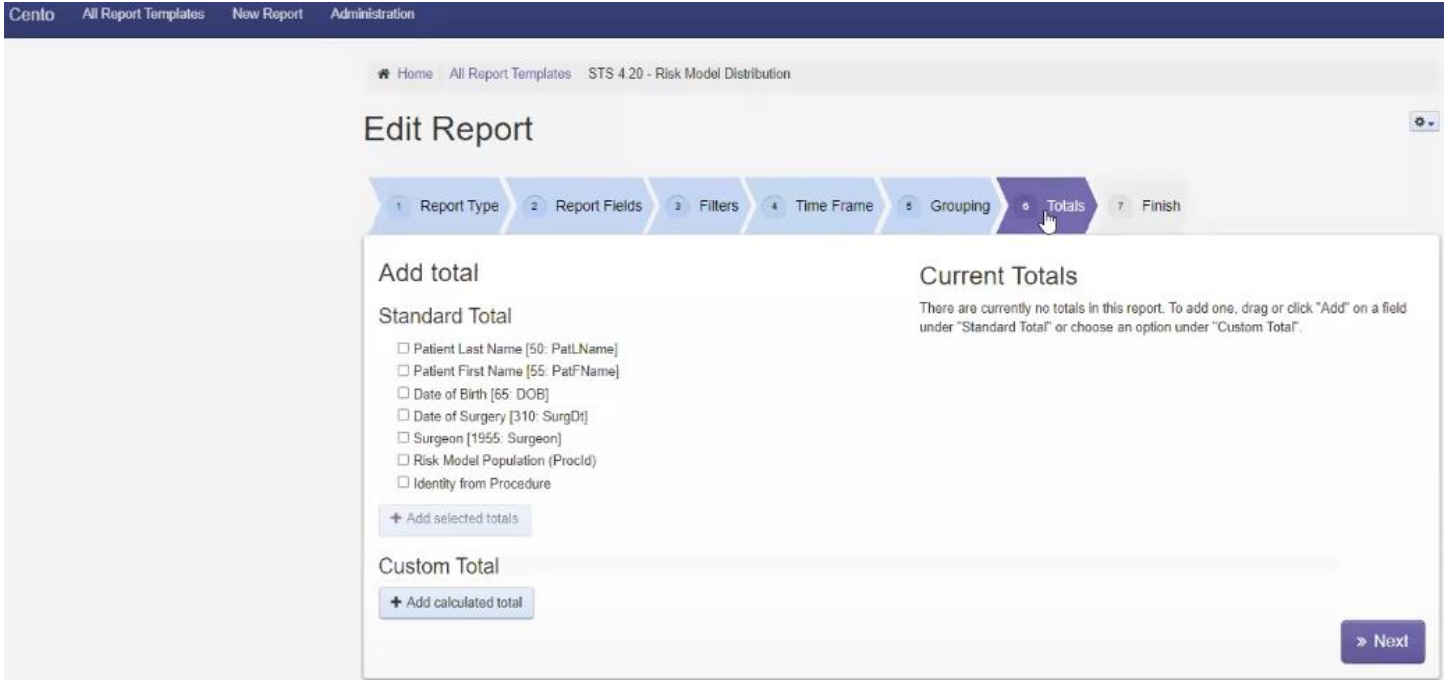 Cento All Report Templates New Report Administration
Home All Report Templates STS 4.20 - Risk Model Distribution
Edit Report
1 Report Type 2 Report Fields 3 Filters 4 Time Frame 5 Grouping 6 Totals 7 Finish
Add total
Standard Total
Patient Last Name [50: PatLName]
Patient First Name [55: PatFName]
Date of Birth [65: DOB]
Date of Surgery [310: SurgDt]
Surgeon [1955: Surgeon]
Risk Model Population (ProcId)
Identity from Procedure
+ Add selected totals
Custom Total
+ Add calculated total
Current Totals
There are currently no totals in this report. To add one, drag or click "Add" on a field
under "Standard Total" or choose an option under "Custom Total".
» Next